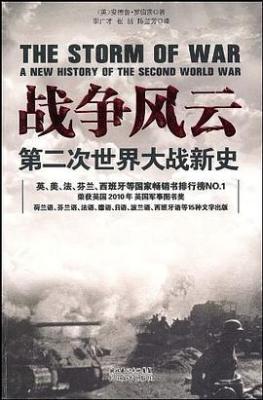 (英)安德鲁·罗伯茨◎著
THE STORM OF WAR
A NEW HISTORY OF THE SECOND WORLD WAR
战争风云
第二次世界大战新史
英、美、法、芬兰、西班牙等国家畅销书排行榜NO.1
荣获英国2010年英国军事图书奖
荷兰语、芬兰语、法语、德语、日语、波兰语、西班牙语等15种文字出版